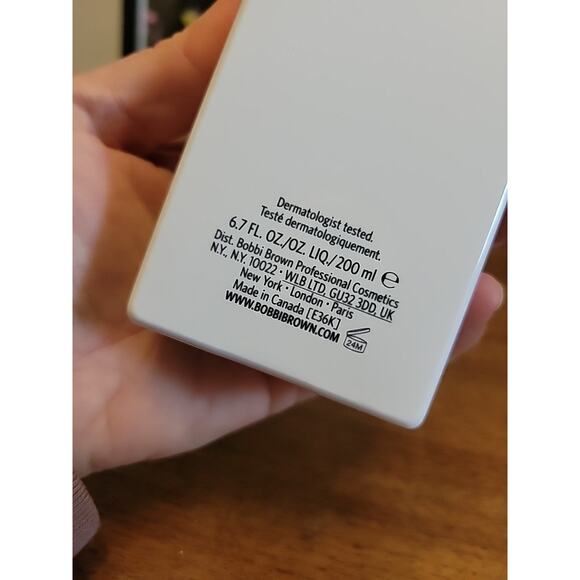 Dermatologist tested.
Testé dermatologiquement.
6.7 FL. OZ./OZ. LIQ./200 ml ℮
Dist. Bobbi Brown Professional Cosmetics
N.Y., N.Y. 10022 · WLB LTD, GU32 3DD, UK
New York · London · Paris
Made in Canada [E36K]
WWW.BOBBIBROWN.COM 24M